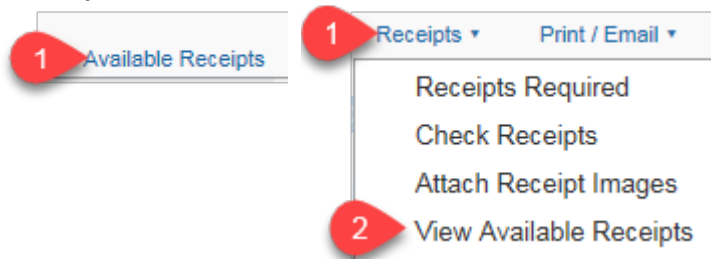 1 Available Receipts
1 Receipts ▾ Print / Email ▾
Receipts Required
Check Receipts
Attach Receipt Images
2 View Available Receipts